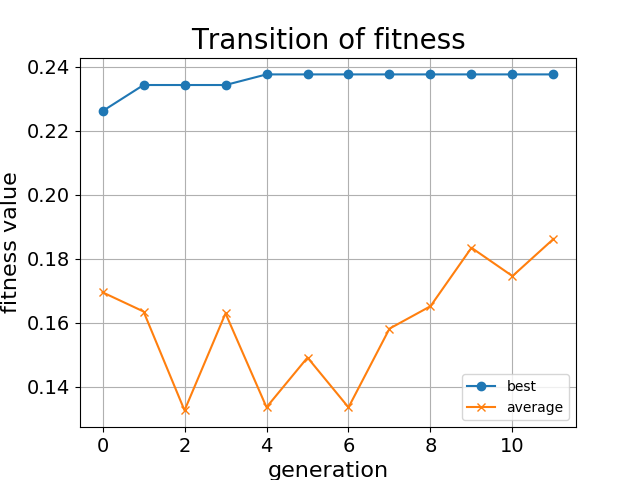 Transition of fitness
fitness value
0.24
0.22
0.20
0.18
0.16
0.14
0
2
4
6
8
10
generation
best
average